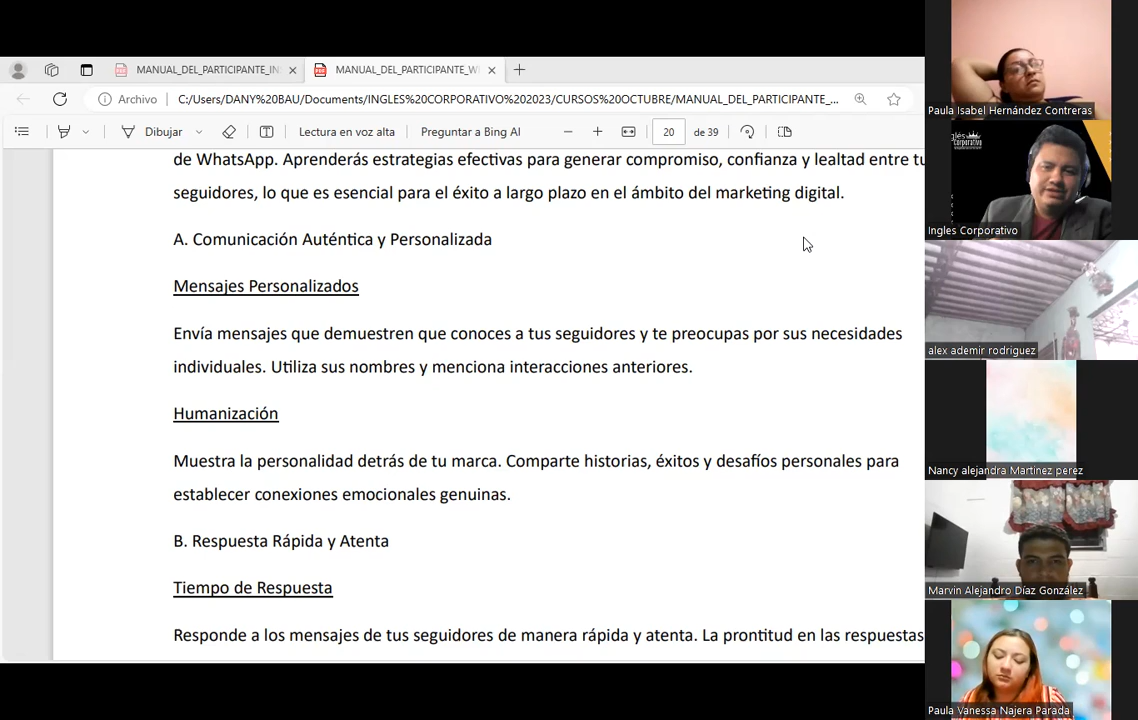 MANUAL_DEL_PARTICIPANTE_IN
MANUAL_DEL_PARTICIPANTE_W
Archivo
C:/Users/DANY%20BAU/Documents/INGLES%20CORPORATIVO%202023/CURSOS%20OCTUBRE/MANUAL_DEL_PARTICIPANTE_...
Dibujar
Lectura en voz alta
Preguntar a Bing AI
20
de 39
de WhatsApp. Aprenderás estrategias efectivas para generar compromiso, confianza y lealtad entre tu
seguidores, lo que es esencial para el éxito a largo plazo en el ámbito del marketing digital.
A. Comunicación Auténtica y Personalizada
Mensajes Personalizados
Envía mensajes que demuestren que conoces a tus seguidores y te preocupas por sus necesidades
individuales. Utiliza sus nombres y menciona interacciones anteriores.
Humanización
Muestra la personalidad detrás de tu marca. Comparte historias, éxitos y desafíos personales para
establecer conexiones emocionales genuinas.
B. Respuesta Rápida y Atenta
Tiempo de Respuesta
Responde a los mensajes de tus seguidores de manera rápida y atenta. La prontitud en las respuestas
Paula Isabel Hernández Contreras
Ingles Corporativo
alex ademir rodriguez
Nancy alejandra Martinez perez
Marvin Alejandro Díaz González
Paula Vanessa Najera Parada